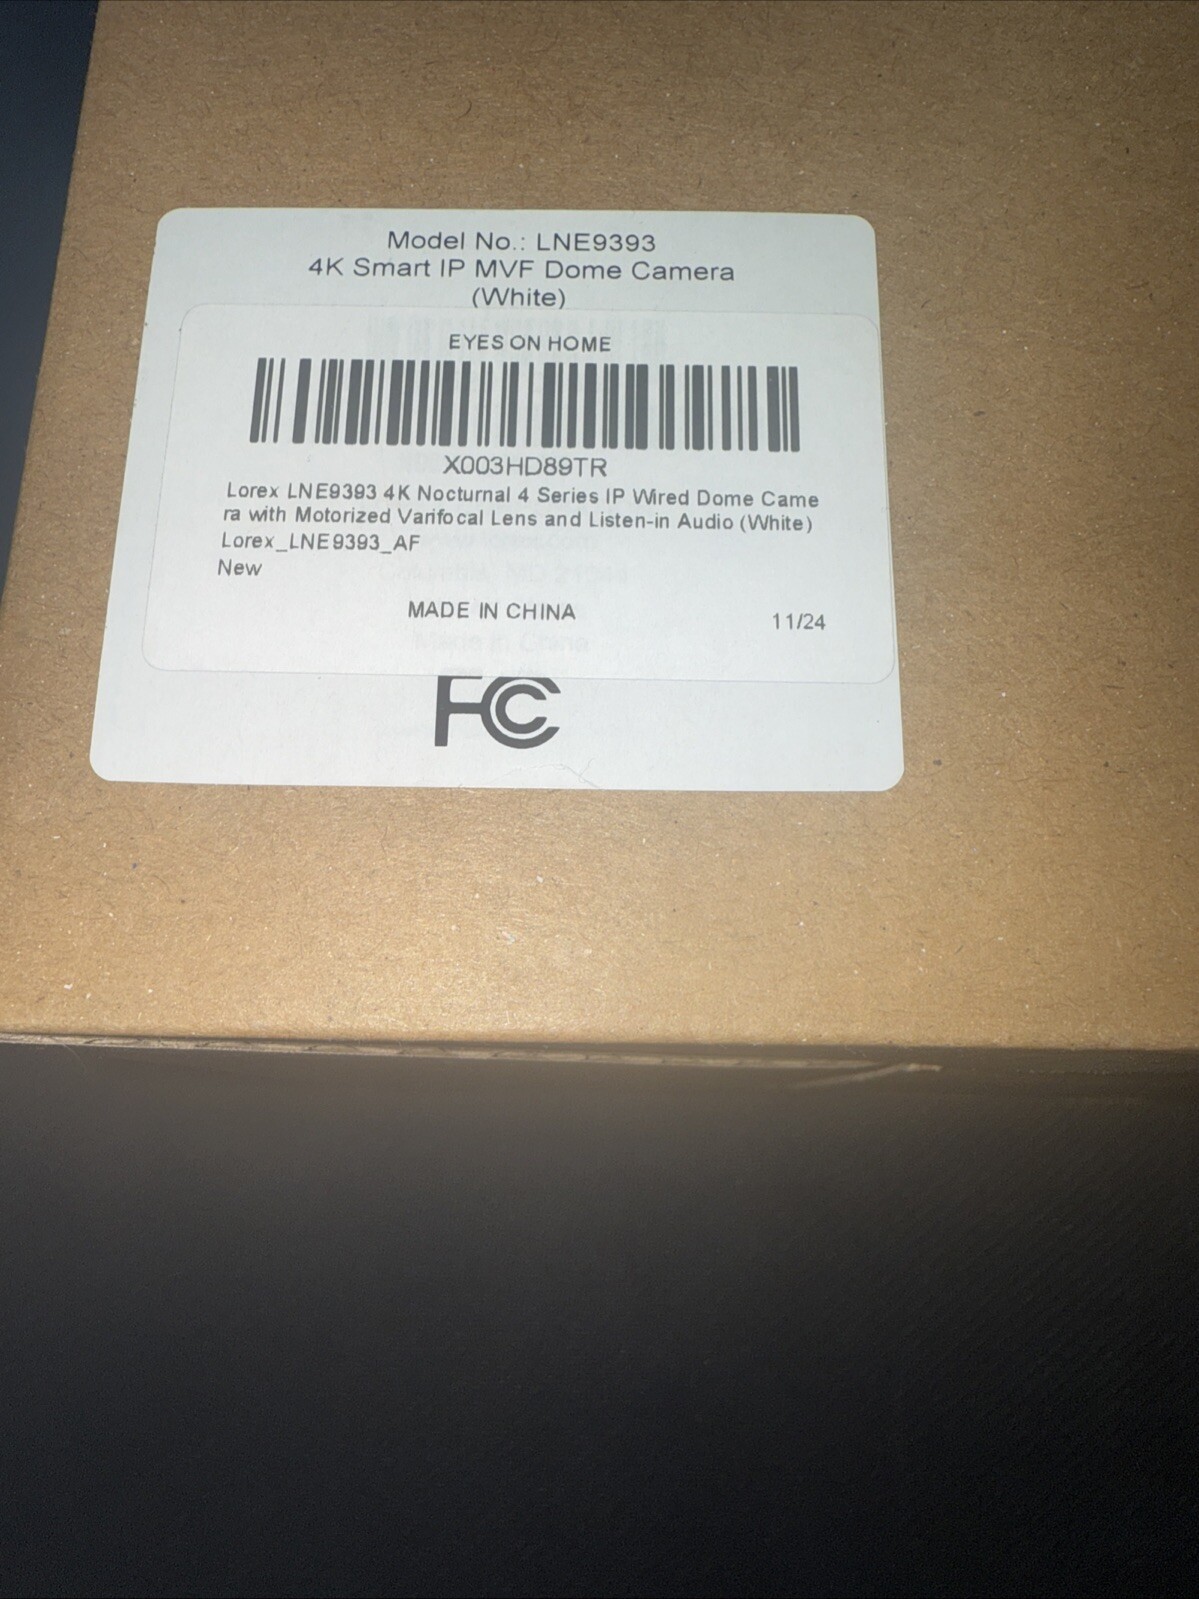 Model No.: LNE9393
4K Smart IP MVF Dome Camera
(White)
EYES ON HOME
X003HD89TR
Lorex LNE9393 4K Nocturnal 4 Series IP Wired Dome Came
ra with Motorized Varifocal Lens and Listen-in Audio (White)
Lorex_LNE9393_AF
New
MADE IN CHINA
11/24
FC